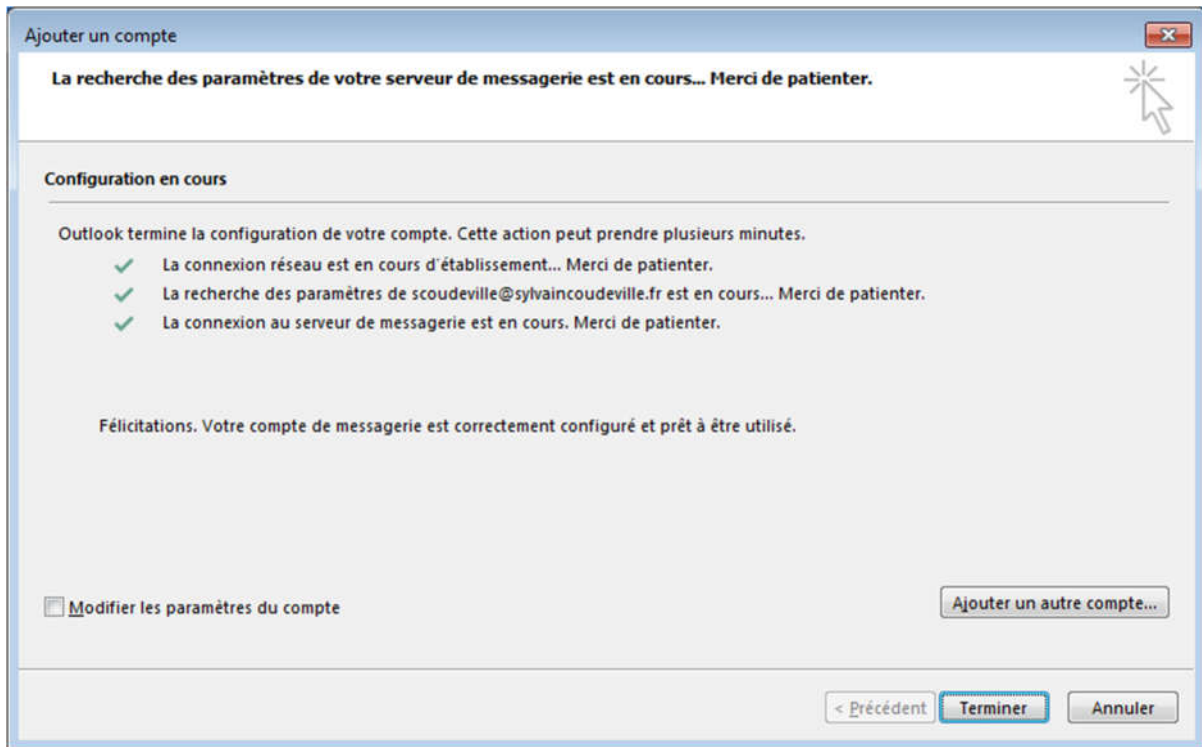 Ajouter un compte
La recherche des paramètres de votre serveur de messagerie est en cours... Merci de patienter.
Configuration en cours
Outlook termine la configuration de votre compte. Cette action peut prendre plusieurs minutes.
La connexion réseau est en cours d'établissement... Merci de patienter.
La recherche des paramètres de scoudeville@sylvaincoudeville.fr est en cours... Merci de patienter.
La connexion au serveur de messagerie est en cours. Merci de patienter.
Félicitations. Votre compte de messagerie est correctement configuré et prêt à être utilisé.
Modifier les paramètres du compte
Ajouter un autre compte...
< Précédent
Terminer
Annuler